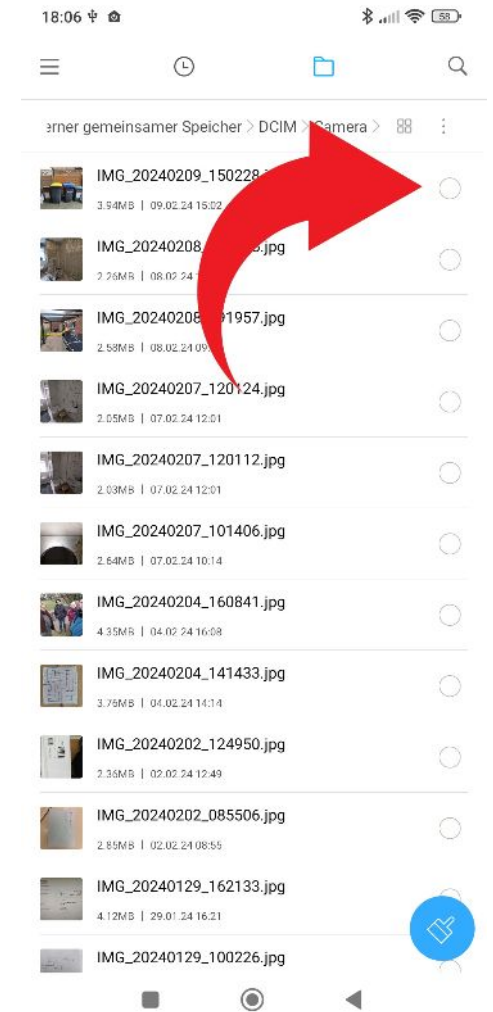 18:06
58
erner gemeinsamer Speicher > DCIM > Camera >
IMG_20240209_150228
3.94MB | 09.02.24 15:02
IMG_20240208
.jpg
2.26MB | 08.02.24
IMG_20240208 91957.jpg
2.58MB | 08.02.24 09
IMG_20240207_120124.jpg
2.05MB | 07.02.24 12:01
IMG_20240207_120112.jpg
2.03MB | 07.02.24 12:01
IMG_20240207_101406.jpg
2.64MB | 07.02.24 10:14
IMG_20240204_160841.jpg
4.35MB | 04.02.24 16:08
IMG_20240204_141433.jpg
3.76MB | 04.02.24 14:14
IMG_20240202_124950.jpg
2.36MB | 02.02.24 12:49
IMG_20240202_085506.jpg
2.85MB | 02.02.24 08:55
IMG_20240129_162133.jpg
4.12MB | 29.01.24 16:21
IMG_20240129_100226.jpg